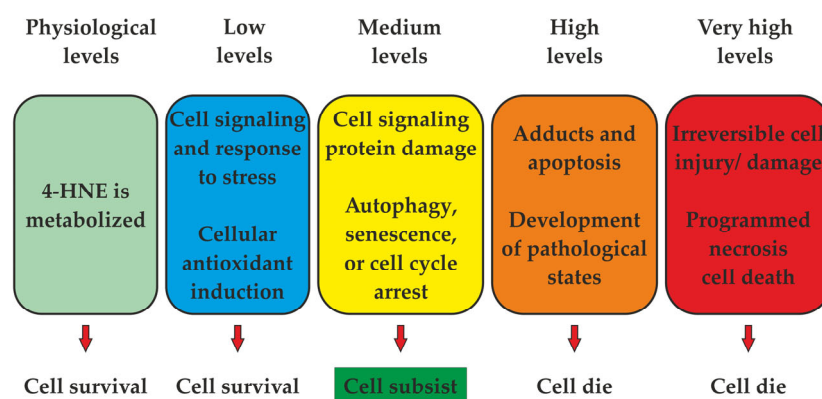 Physiological
levels
Low
levels
Medium
levels
High
levels
Very high
levels
4-HNE is
metabolized
Cell signaling
and response
to stress
Cellular
antioxidant
induction
Cell signaling
protein damage
Autophagy,
senescence,
or cell cycle
arrest
Adducts and
apoptosis
Development
of pathological
states
Irreversible cell
injury/ damage
Programmed
necrosis
cell death
Cell survival
Cell survival
Cell subsist
Cell die
Cell die